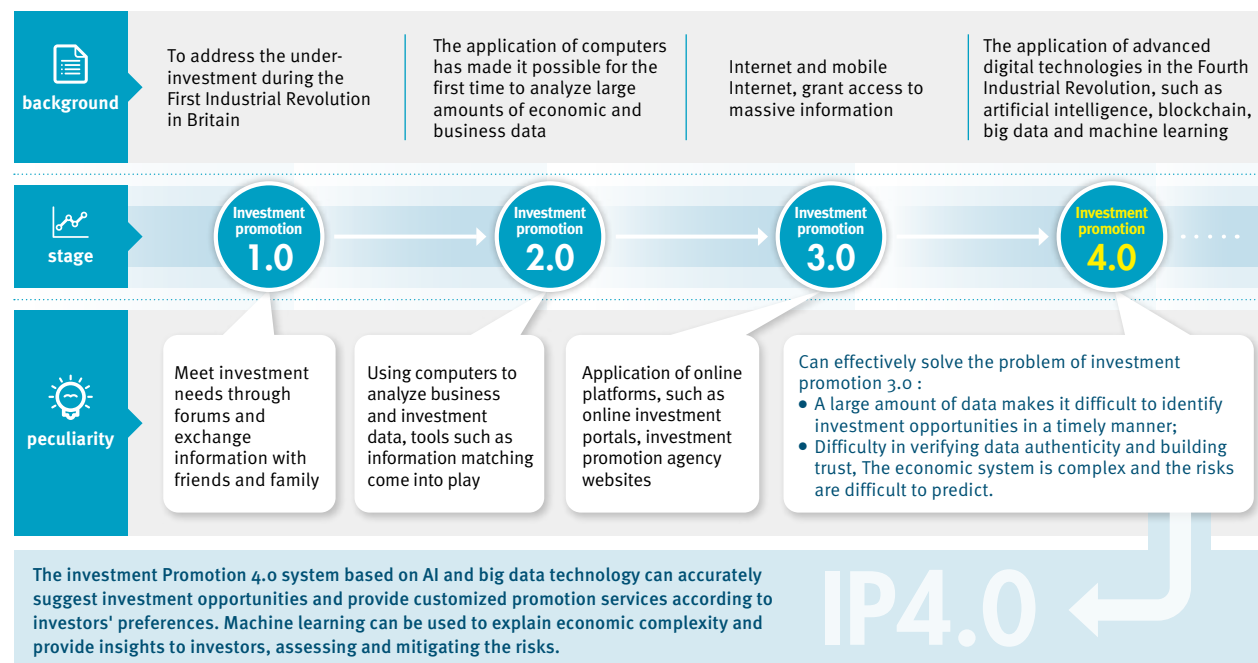 background
To address the under-
investment during the
First Industrial Revolution
in Britain
The application of computers
has made it possible for the
first time to analyze large
amounts of economic and
business data
Internet and mobile
Internet, grant access to
massive information
The application of advanced
digital technologies in the Fourth
Industrial Revolution, such as
artificial intelligence, blockchain,
big data and machine learning
stage
Investment
promotion
1.0
Investment
promotion
2.0
Investment
promotion
3.0
Investment
promotion
4.0
peculiarity
Meet investment
needs through
forums and
exchange
information with
friends and family
Using computers to
analyze business
and investment
data, tools such as
information matching
come into play
Application of online
platforms, such as
online investment
portals, investment
promotion agency
websites
Can effectively solve the problem of investment
promotion 3.0 :
• A large amount of data makes it difficult to identify
investment opportunities in a timely manner;
• Difficulty in verifying data authenticity and building
trust, The economic system is complex and the risks
are difficult to predict.
The investment Promotion 4.0 system based on AI and big data technology can accurately
suggest investment opportunities and provide customized promotion services according to
investors' preferences. Machine learning can be used to explain economic complexity and
provide insights to investors, assessing and mitigating the risks.
IP4.0